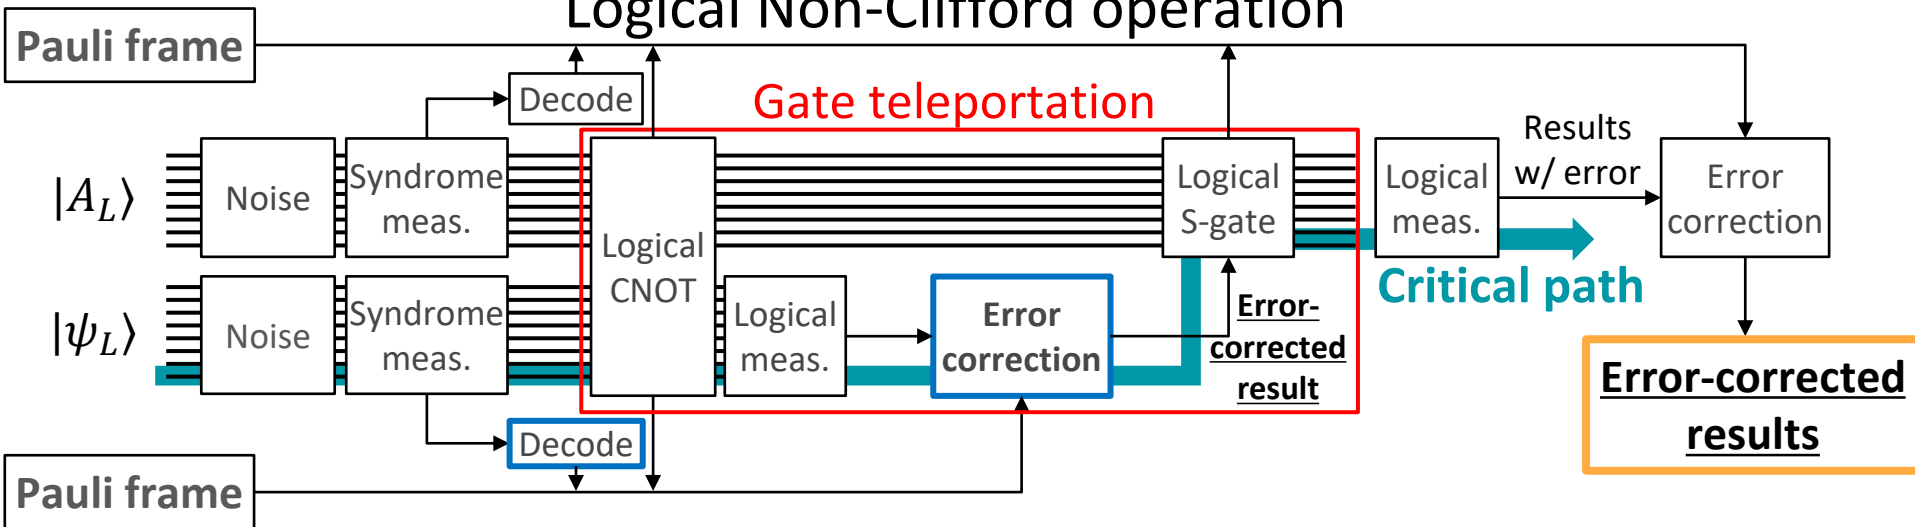 Logical Non-Clifford operation
Pauli frame
Decode
Gate teleportation
|A_L⟩
Noise
Syndrome
meas.
Logical
CNOT
Logical
S-gate
Logical
meas.
Results
w/ error
Error
correction
|ψ_L⟩
Noise
Syndrome
meas.
Logical
meas.
Error
correction
Error-
corrected
result
Critical path
Decode
Error-corrected
results
Pauli frame